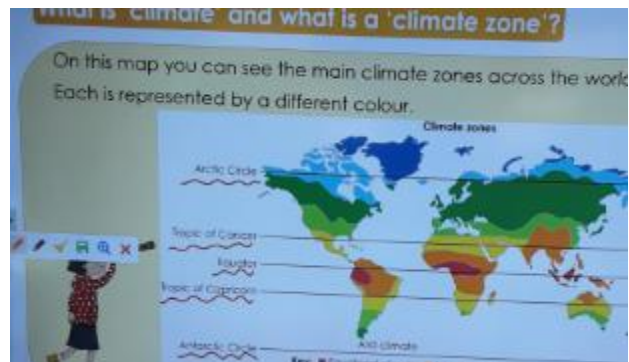 What is 'climate' and what is a 'climate zone'?
On this map you can see the main climate zones across the world
Each is represented by a different colour.
Climate zones
Arctic Circle
Tropic of Cancer
Equator
Tropic of Capricorn
Antarctic Circle
Arid climate
Key: